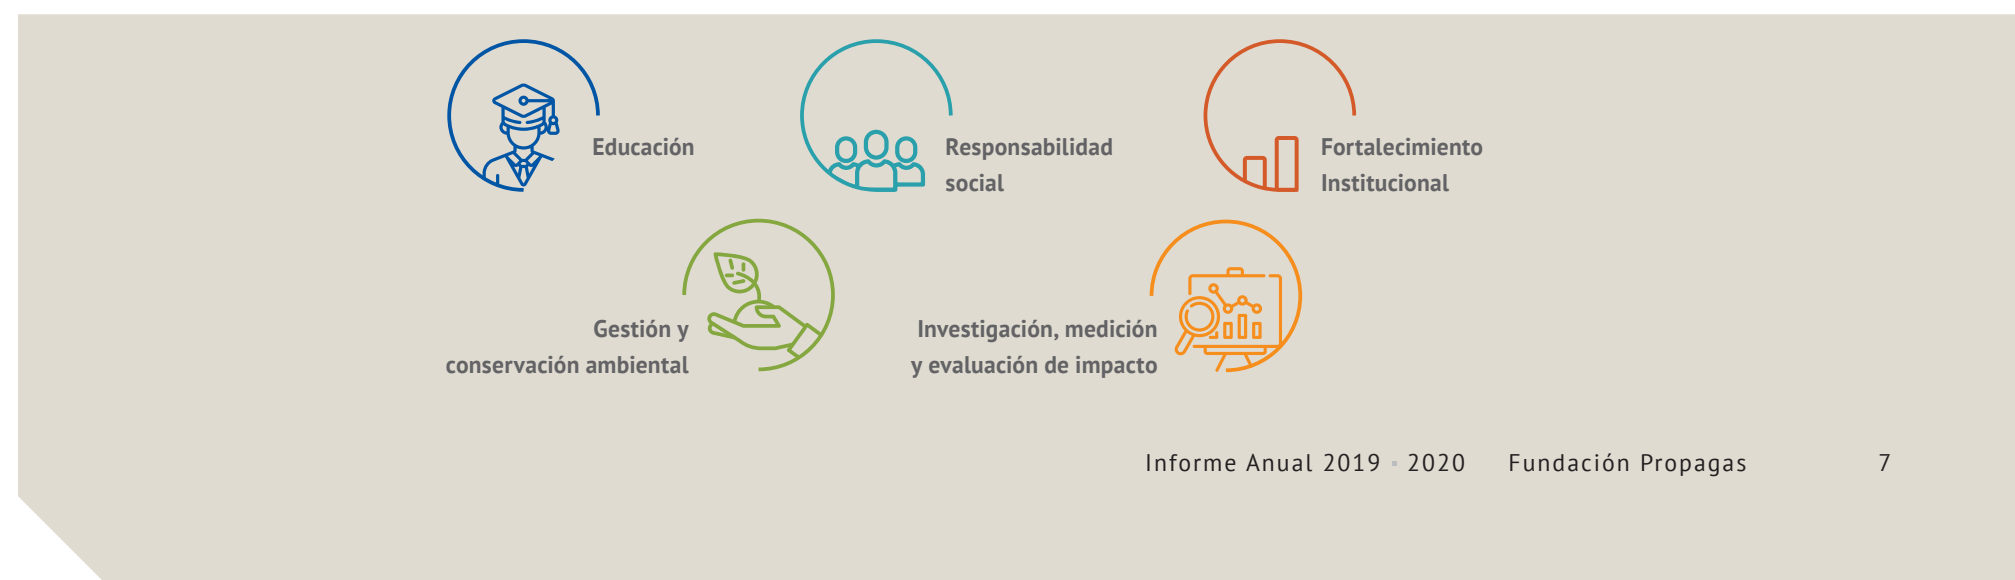 Educación
Responsabilidad
social
Fortalecimiento
Institucional
Gestión y
conservación ambiental
Investigación, medición
y evaluación de impacto
Informe Anual 2019 ▪ 2020 Fundación Propagas 7